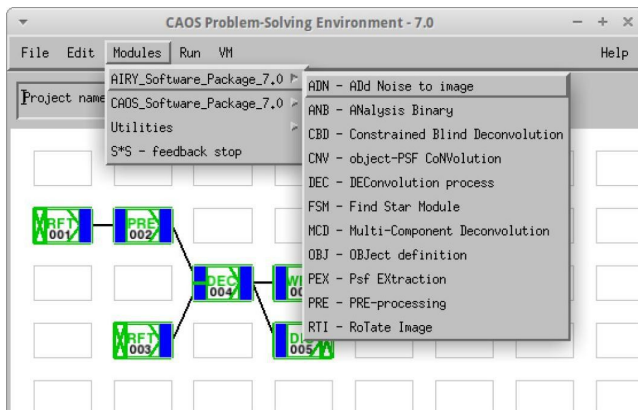 CAOS Problem-Solving Environment - 7.0
File Edit Modules Run VM Help
Project name
AIRY_Software_Package_7.0
CAOS_Software_Package_7.0
Utilities
S*S - feedback stop
ADN - ADd Noise to image
ANB - ANalysis Binary
CBD - Constrained Blind Deconvolution
CNV - object-PSF CoNVolution
DEC - DEConvolution process
FSM - Find Star Module
MCD - Multi-Component Deconvolution
OBJ - OBJect definition
PEX - Psf EXtraction
PRE - PRE-processing
RTI - RoTate Image
RFT
001
PRE
002
DEC
004
RFT
003
005